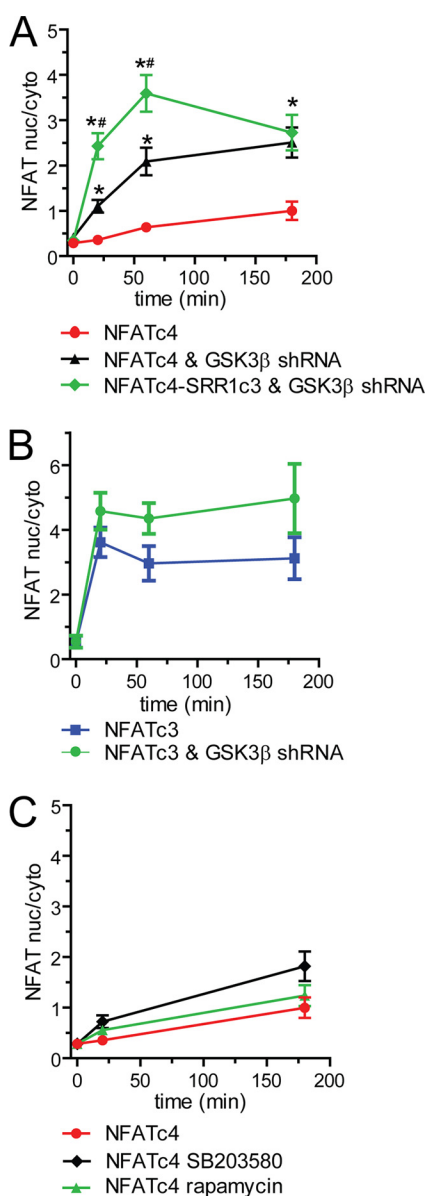 A
NFAT nuc/cyto
5
4
3
2
1
0
*#
*#
*
*
*
0 50 100 150 200
time (min)
NFATc4
NFATc4 & GSK3β shRNA
NFATc4-SRR1c3 & GSK3β shRNA
B
NFAT nuc/cyto
6
4
2
0
0 50 100 150 200
time (min)
NFATc3
NFATc3 & GSK3β shRNA
C
NFAT nuc/cyto
5
4
3
2
1
0
0 50 100 150 200
time (min)
NFATc4
NFATc4 SB203580
NFATc4 rapamycin